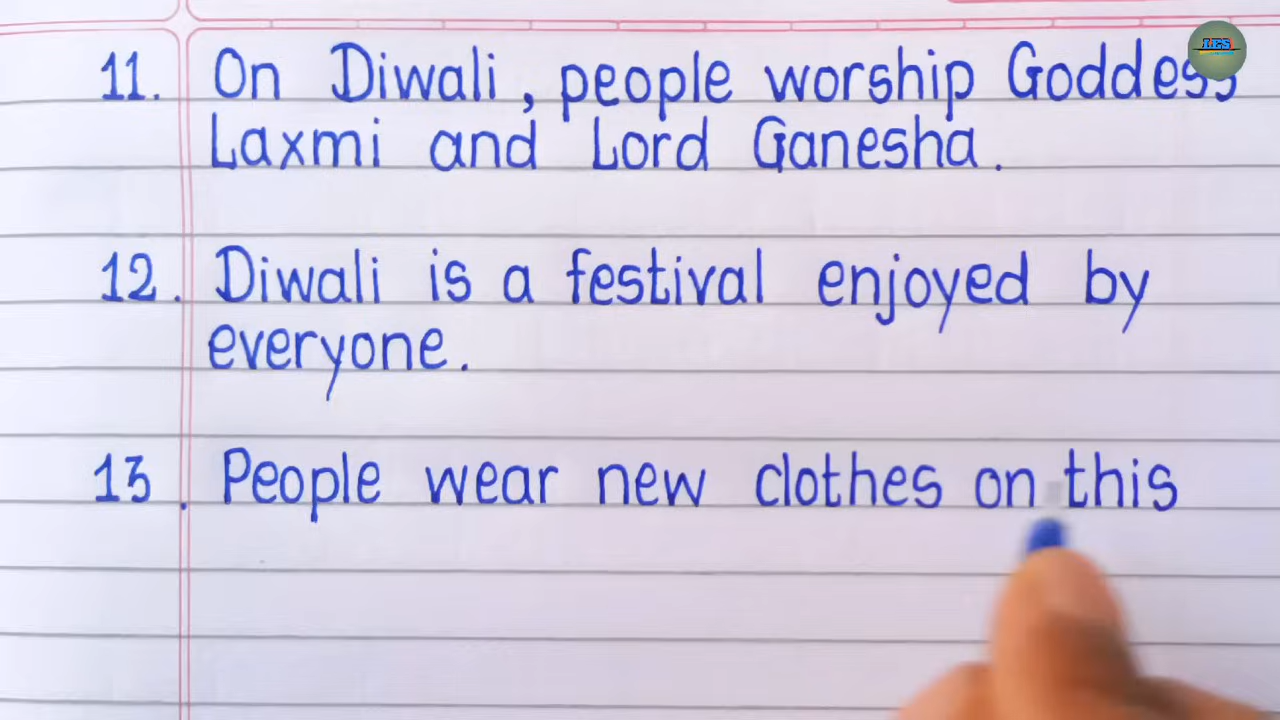 11. On Diwali, people worship Goddess
Laxmi and Lord Ganesha.
12. Diwali is a festival enjoyed by
everyone.
13. People wear new clothes on this
LES